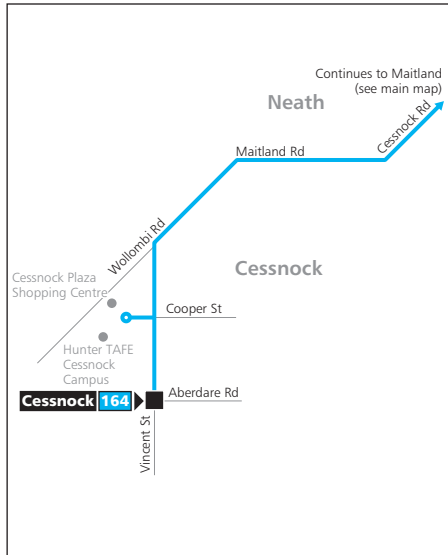 Continues to Maitland
(see main map)
Neath
Cessnock Rd
Maitland Rd
Wollombi Rd
Cessnock
Cessnock Plaza
Shopping Centre
Cooper St
Hunter TAFE
Cessnock
Campus
Cessnock 164
Aberdare Rd
Vincent St